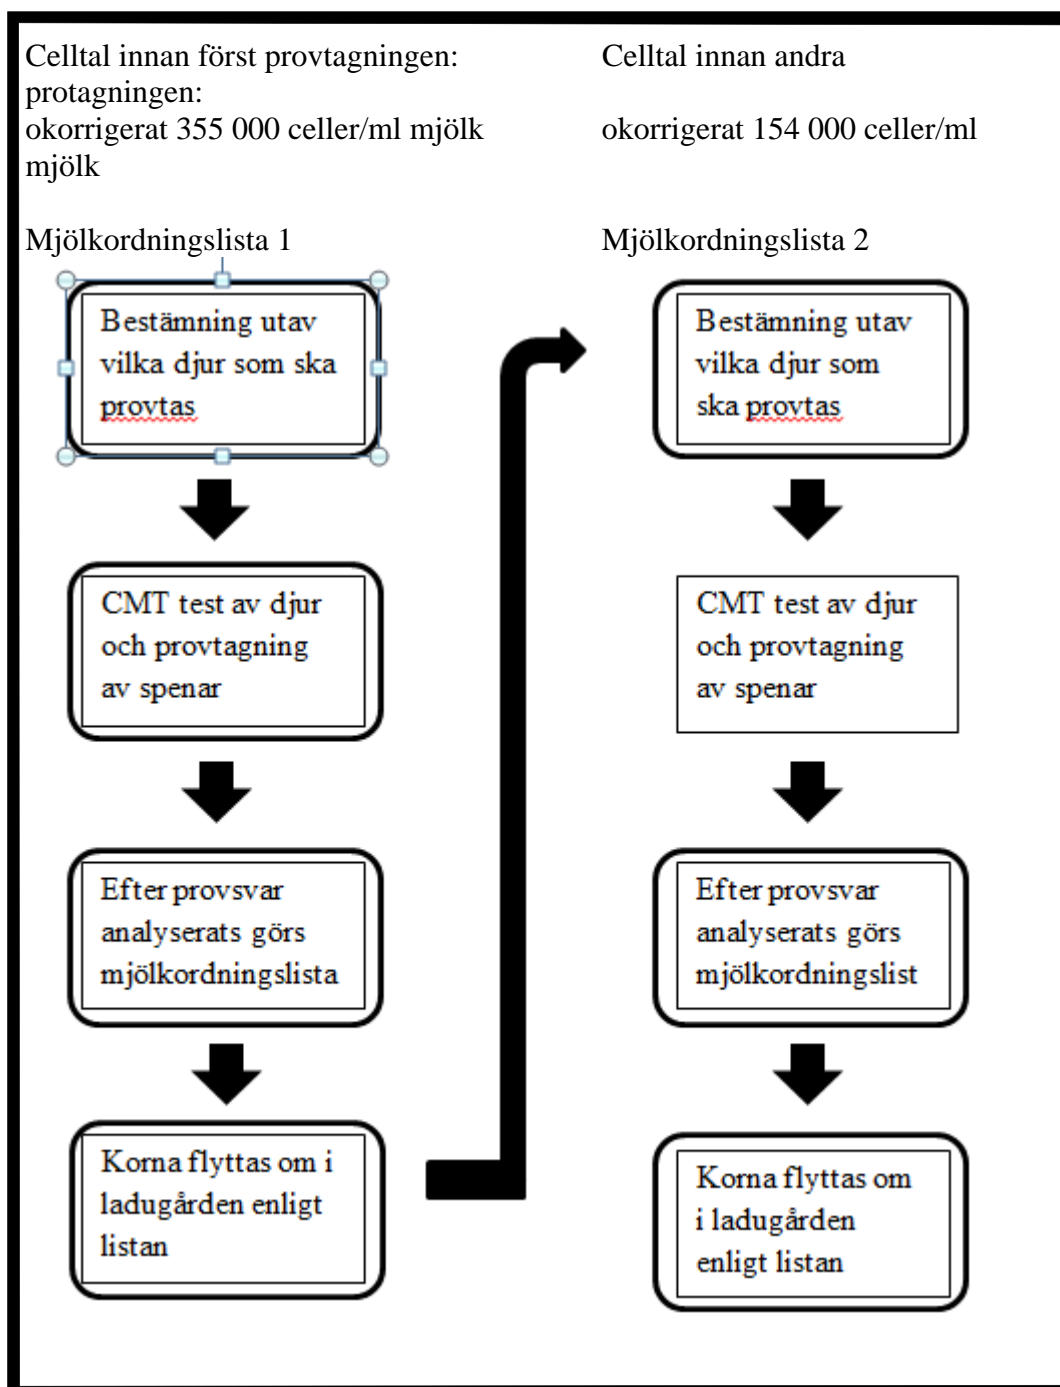 Celltal innan först provtagningen: Celltal innan andra
protagningen:
okorrigerat 355 000 celler/ml mjölk okorrigerat 154 000 celler/ml
mjölk
Mjölkordningslista 1 Mjölkordningslista 2
Bestämning utav
vilka djur som ska
provtas
CMT test av djur
och provtagning
av spenar
Efter provsvar
analyserats görs
mjölkordningslista
Korna flyttas om i
ladugården enligt
listan
Bestämning utav
vilka djur som
ska provtas
CMT test av djur
och provtagning
av spenar
Efter provsvar
analyserats görs
mjölkordningslist
Korna flyttas om
i ladugården
enligt listan